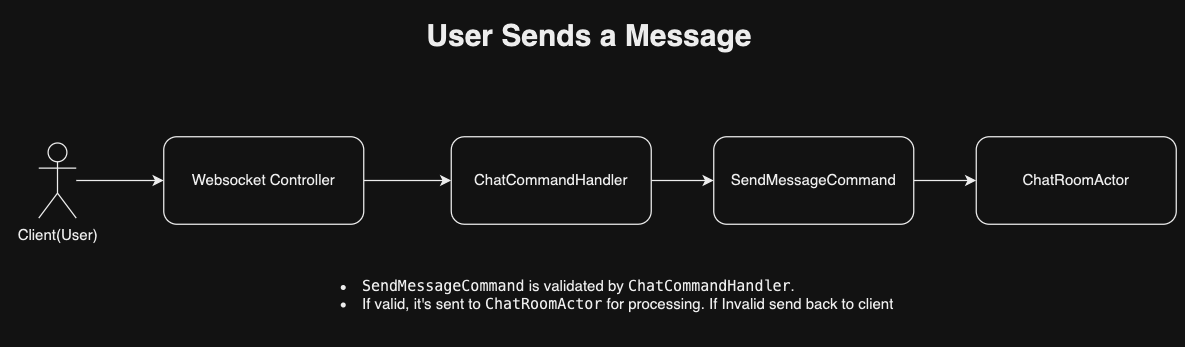 User Sends a Message
Websocket Controller
ChatCommandHandler
SendMessageCommand
ChatRoomActor
Client(User)
• SendMessageCommand is validated by ChatCommandHandler.
• If valid, it's sent to ChatRoomActor for processing. If Invalid send back to client